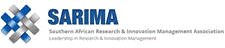 SARIMA
Southern African Research & Innovation Management Association
Leadership in Research & Innovation Management